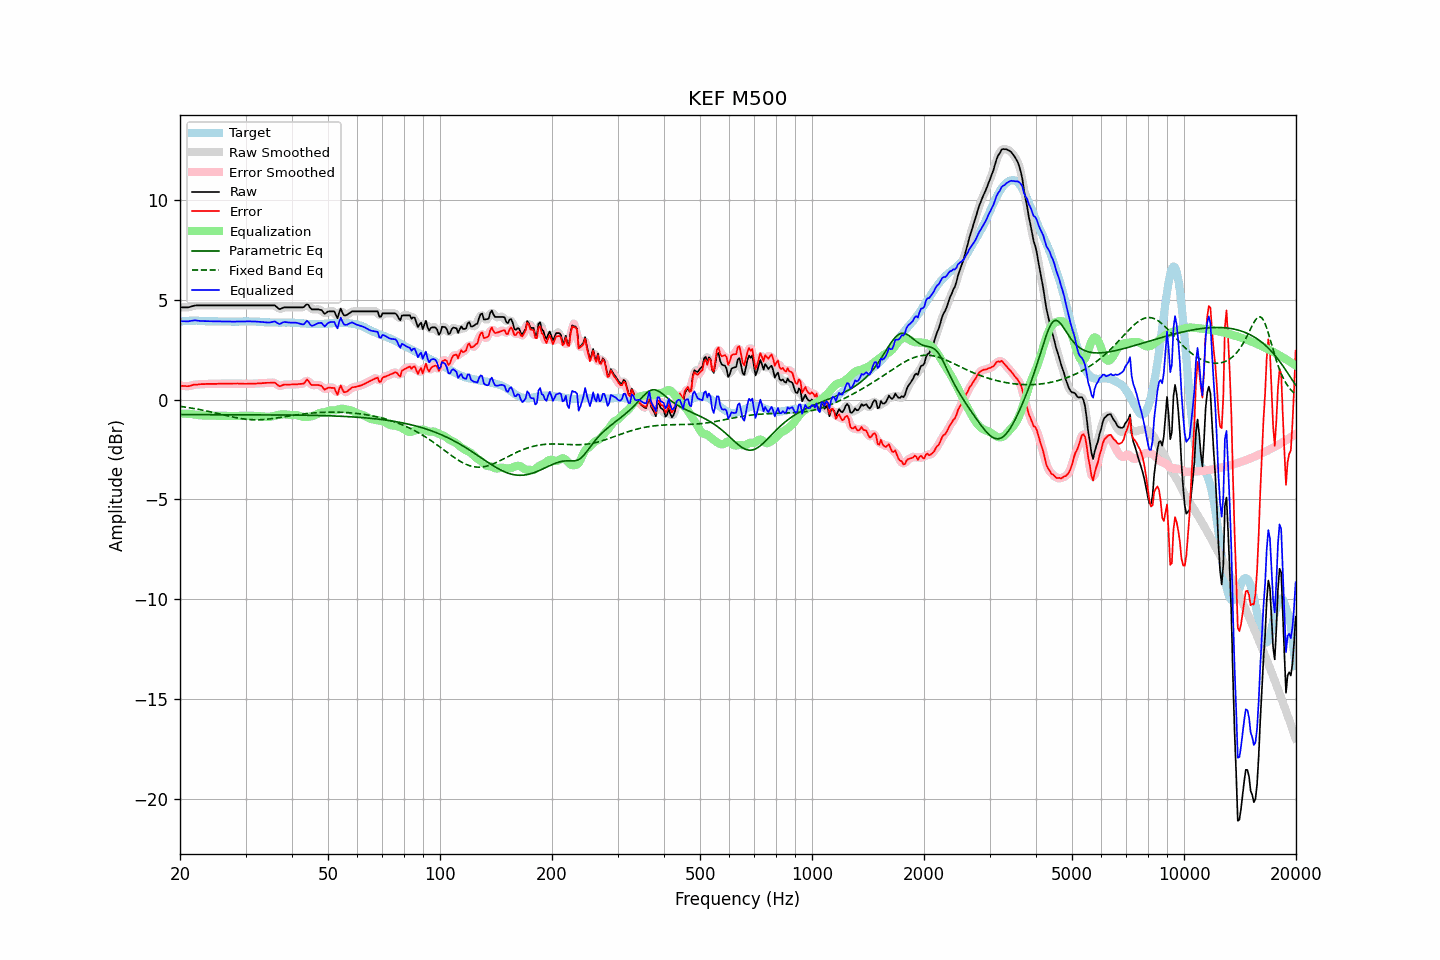 KEF M500
Target
Raw Smoothed
Error Smoothed
Raw
Error
Equalization
Parametric Eq
Fixed Band Eq
Equalized
10
5
0
−5
−10
−15
−20
Amplitude (dBr)
20 50 100 200 500 1000 2000 5000 10000 20000
Frequency (Hz)